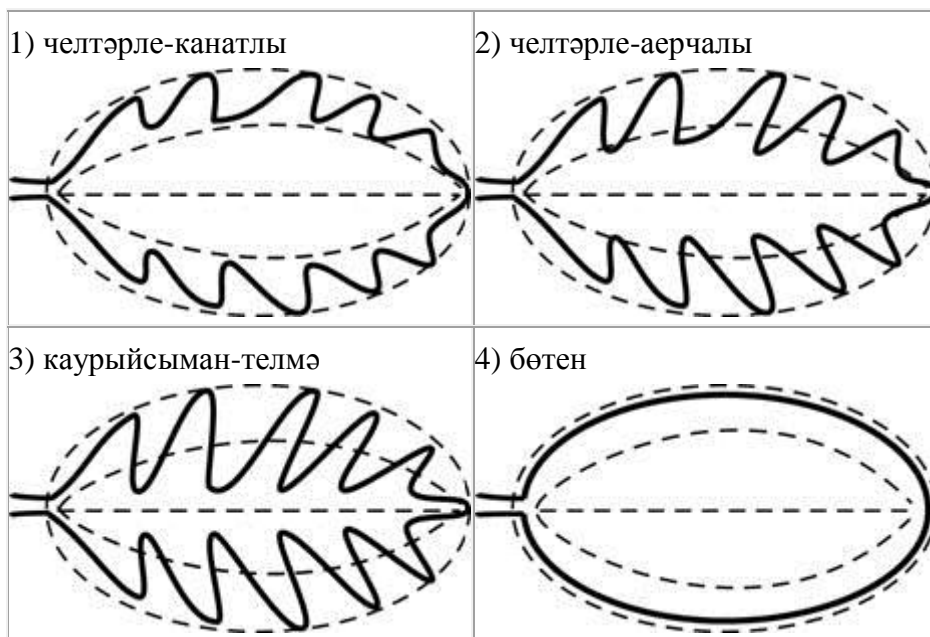 1) челтәрле-канатлы
2) челтәрле-аерчалы
3) каурыйсыман-телмә
4) бөтен